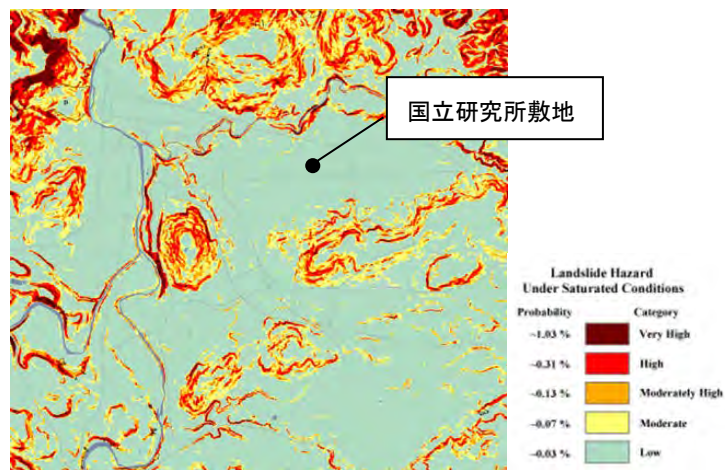 国立研究所敷地
Landslide Hazard
Under Saturated Conditions
Probability Category
~1.03 % Very High
~0.31 % High
~0.13 % Moderately High
~0.07 % Moderate
~0.03 % Low